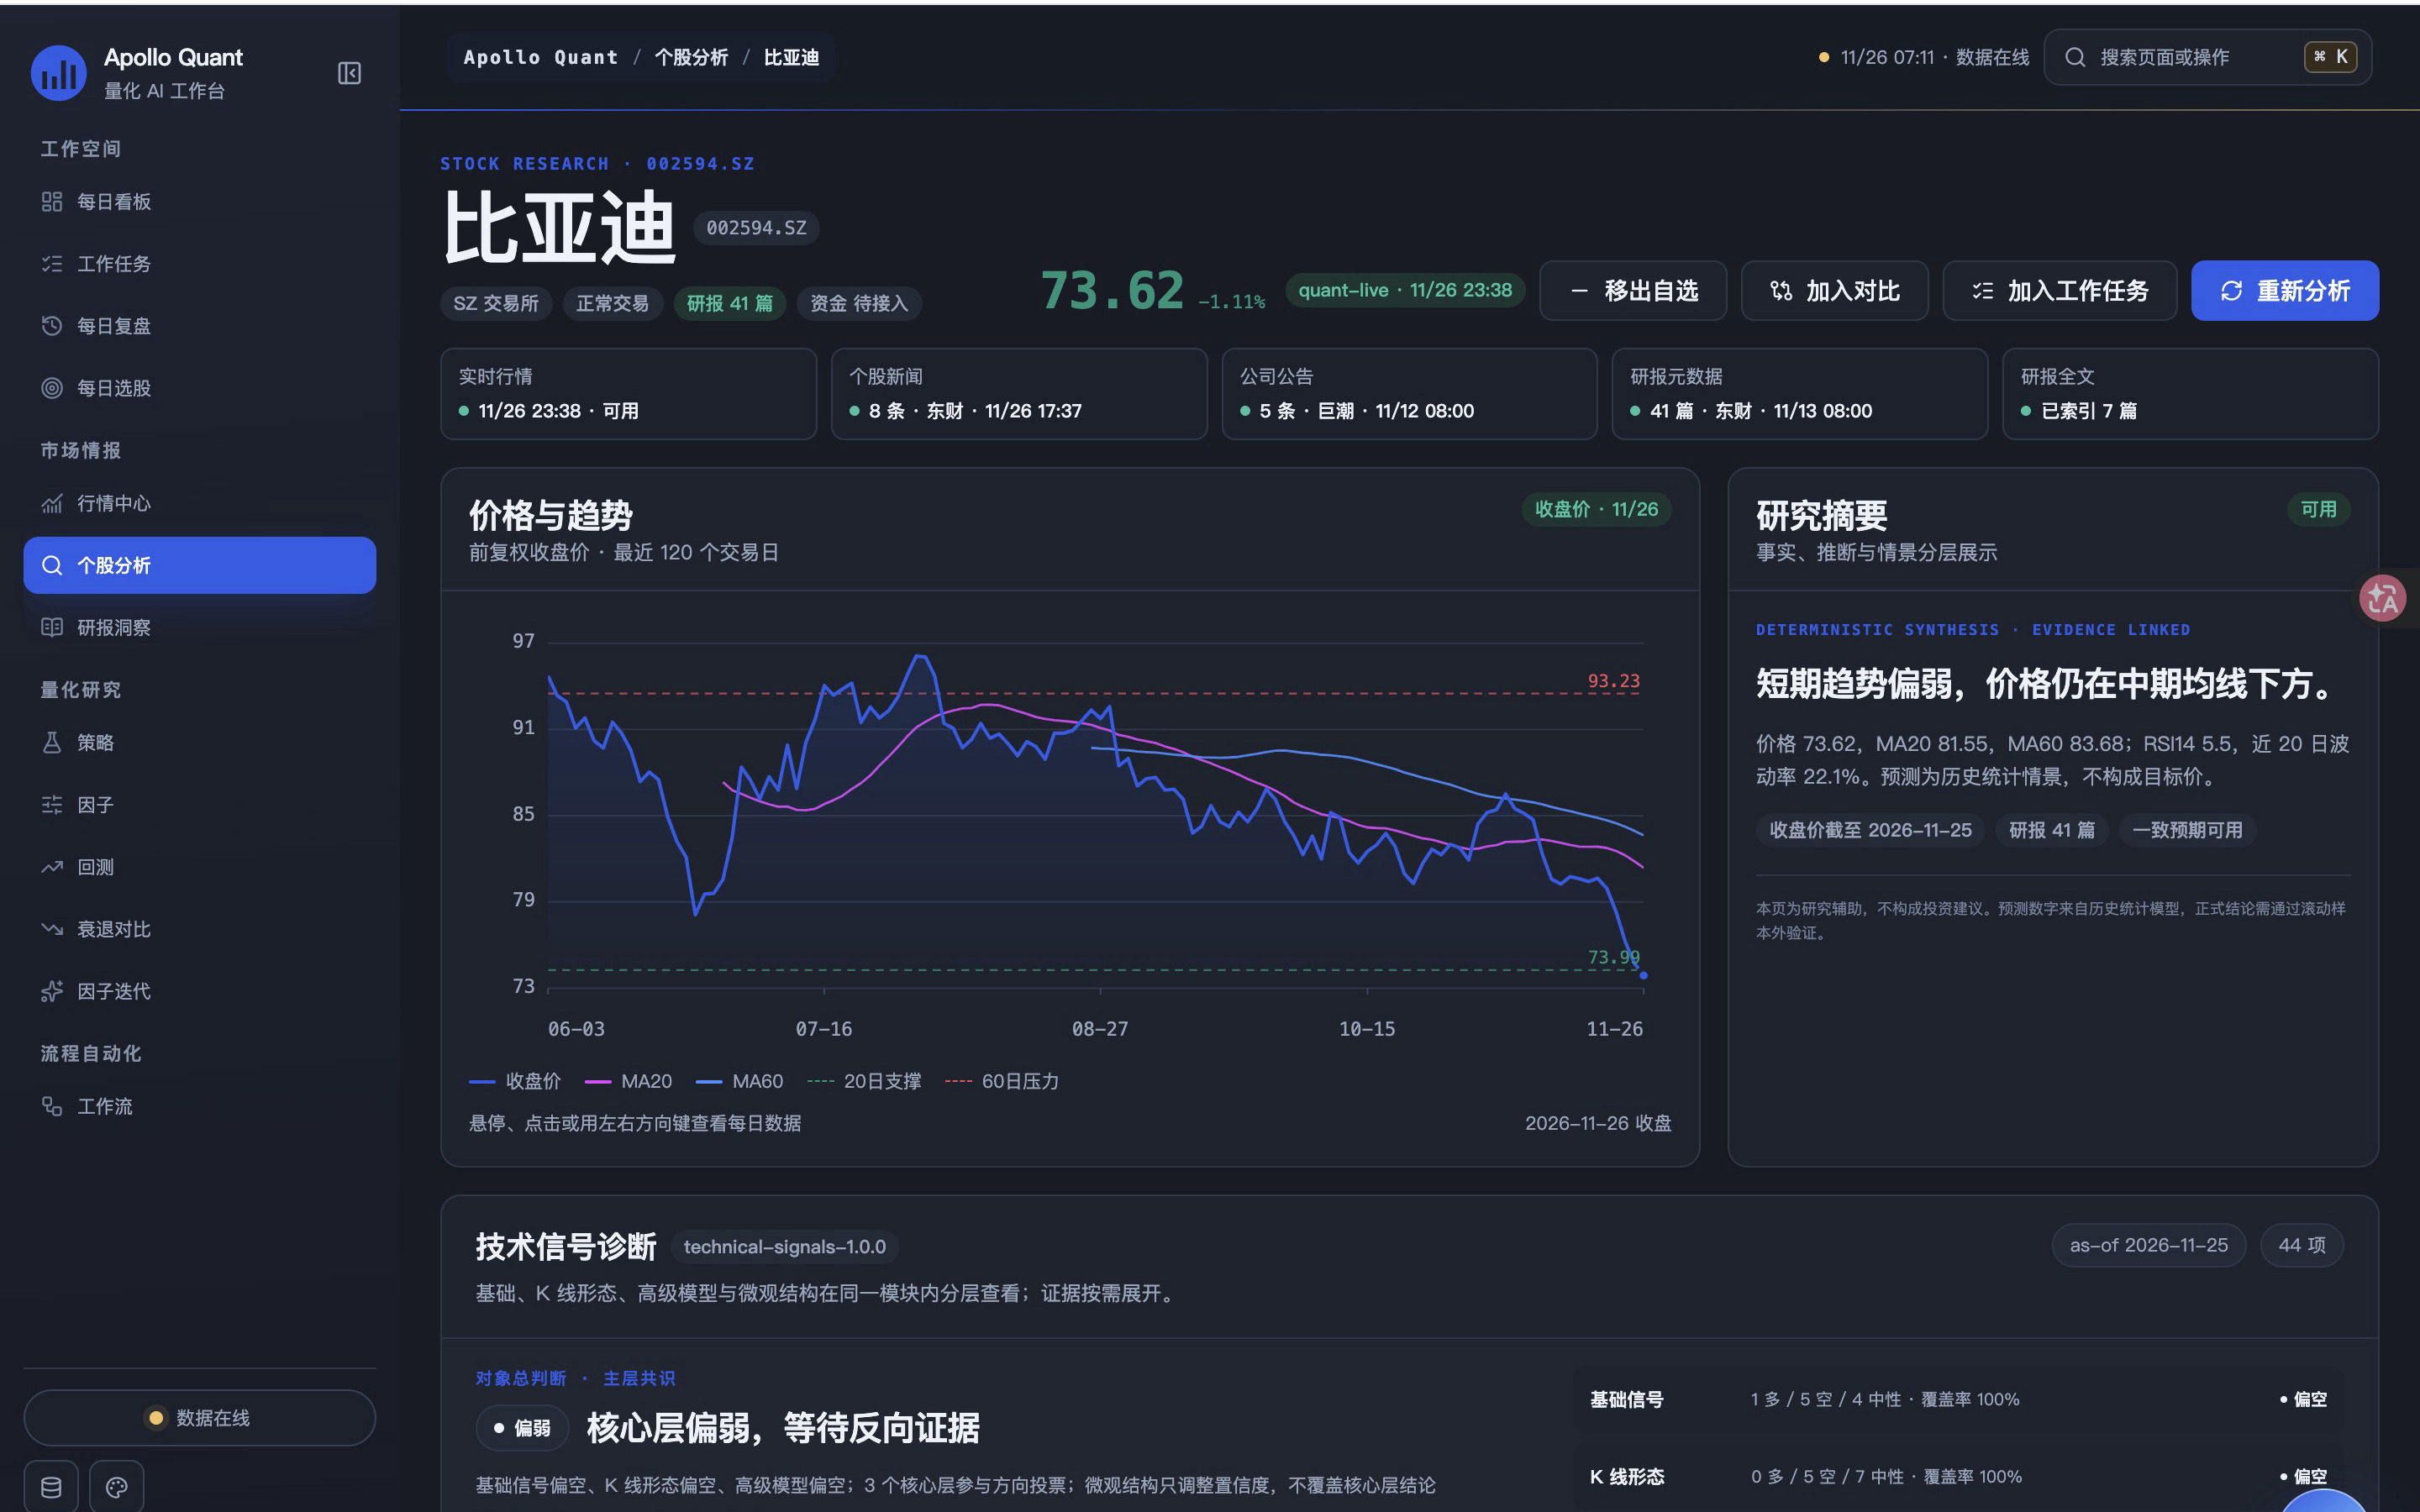 Apollo Quant
量化 AI 工作台
工作空间
每日看板
工作任务
每日复盘
每日选股
市场情报
行情中心
个股分析
研报洞察
量化研究
策略
因子
回测
衰退对比
因子迭代
流程自动化
工作流
数据在线
Apollo Quant / 个股分析 / 比亚迪
11/26 07:11 · 数据在线
搜索页面或操作
⌘ K
STOCK RESEARCH · 002594.SZ
比亚迪 002594.SZ
SZ 交易所 正常交易 研报 41 篇 资金 待接入
73.62 -1.11%
quant-live · 11/26 23:38
移出自选
加入对比
加入工作任务
重新分析
实时行情
11/26 23:38 · 可用
个股新闻
8 条 · 东财 · 11/26 17:37
公司公告
5 条 · 巨潮 · 11/12 08:00
研报元数据
41 篇 · 东财 · 11/13 08:00
研报全文
已索引 7 篇
价格与趋势
收盘价 · 11/26
前复权收盘价 · 最近 120 个交易日
97
93.23
91
85
79
73.99
73
06-03 07-16 08-27 10-15 11-26
收盘价 MA20 MA60 20日支撑 60日压力
悬停、点击或用左右方向键查看每日数据
2026-11-26 收盘
研究摘要
可用
事实、推断与情景分层展示
DETERMINISTIC SYNTHESIS · EVIDENCE LINKED
短期趋势偏弱，价格仍在中期均线下方。
价格 73.62，MA20 81.55，MA60 83.68；RSI14 5.5，近 20 日波
动率 22.1%。预测为历史统计情景，不构成目标价。
收盘价截至 2026-11-25 研报 41 篇 一致预期可用
本页为研究辅助，不构成投资建议。预测数字来自历史统计模型，正式结论需通过滚动样
本外验证。
技术信号诊断 technical-signals-1.0.0
as-of 2026-11-25 44 项
基础、K 线形态、高级模型与微观结构在同一模块内分层查看；证据按需展开。
对象总判断 · 主层共识
偏弱 核心层偏弱，等待反向证据
基础信号偏空、K 线形态偏空、高级模型偏空；3 个核心层参与方向投票；微观结构只调整置信度，不覆盖核心层结论
基础信号 1 多 / 5 空 / 4 中性 · 覆盖率 100% 偏空
K 线形态 0 多 / 5 空 / 7 中性 · 覆盖率 100% 偏空